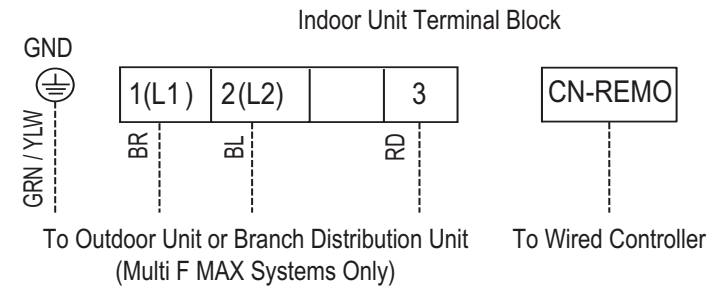 Indoor Unit Terminal Block
GND
1(L1)
2(L2)
3
CN-REMO
GRN / YLW
BR
BL
RD
To Outdoor Unit or Branch Distribution Unit
(Multi F MAX Systems Only)
To Wired Controller